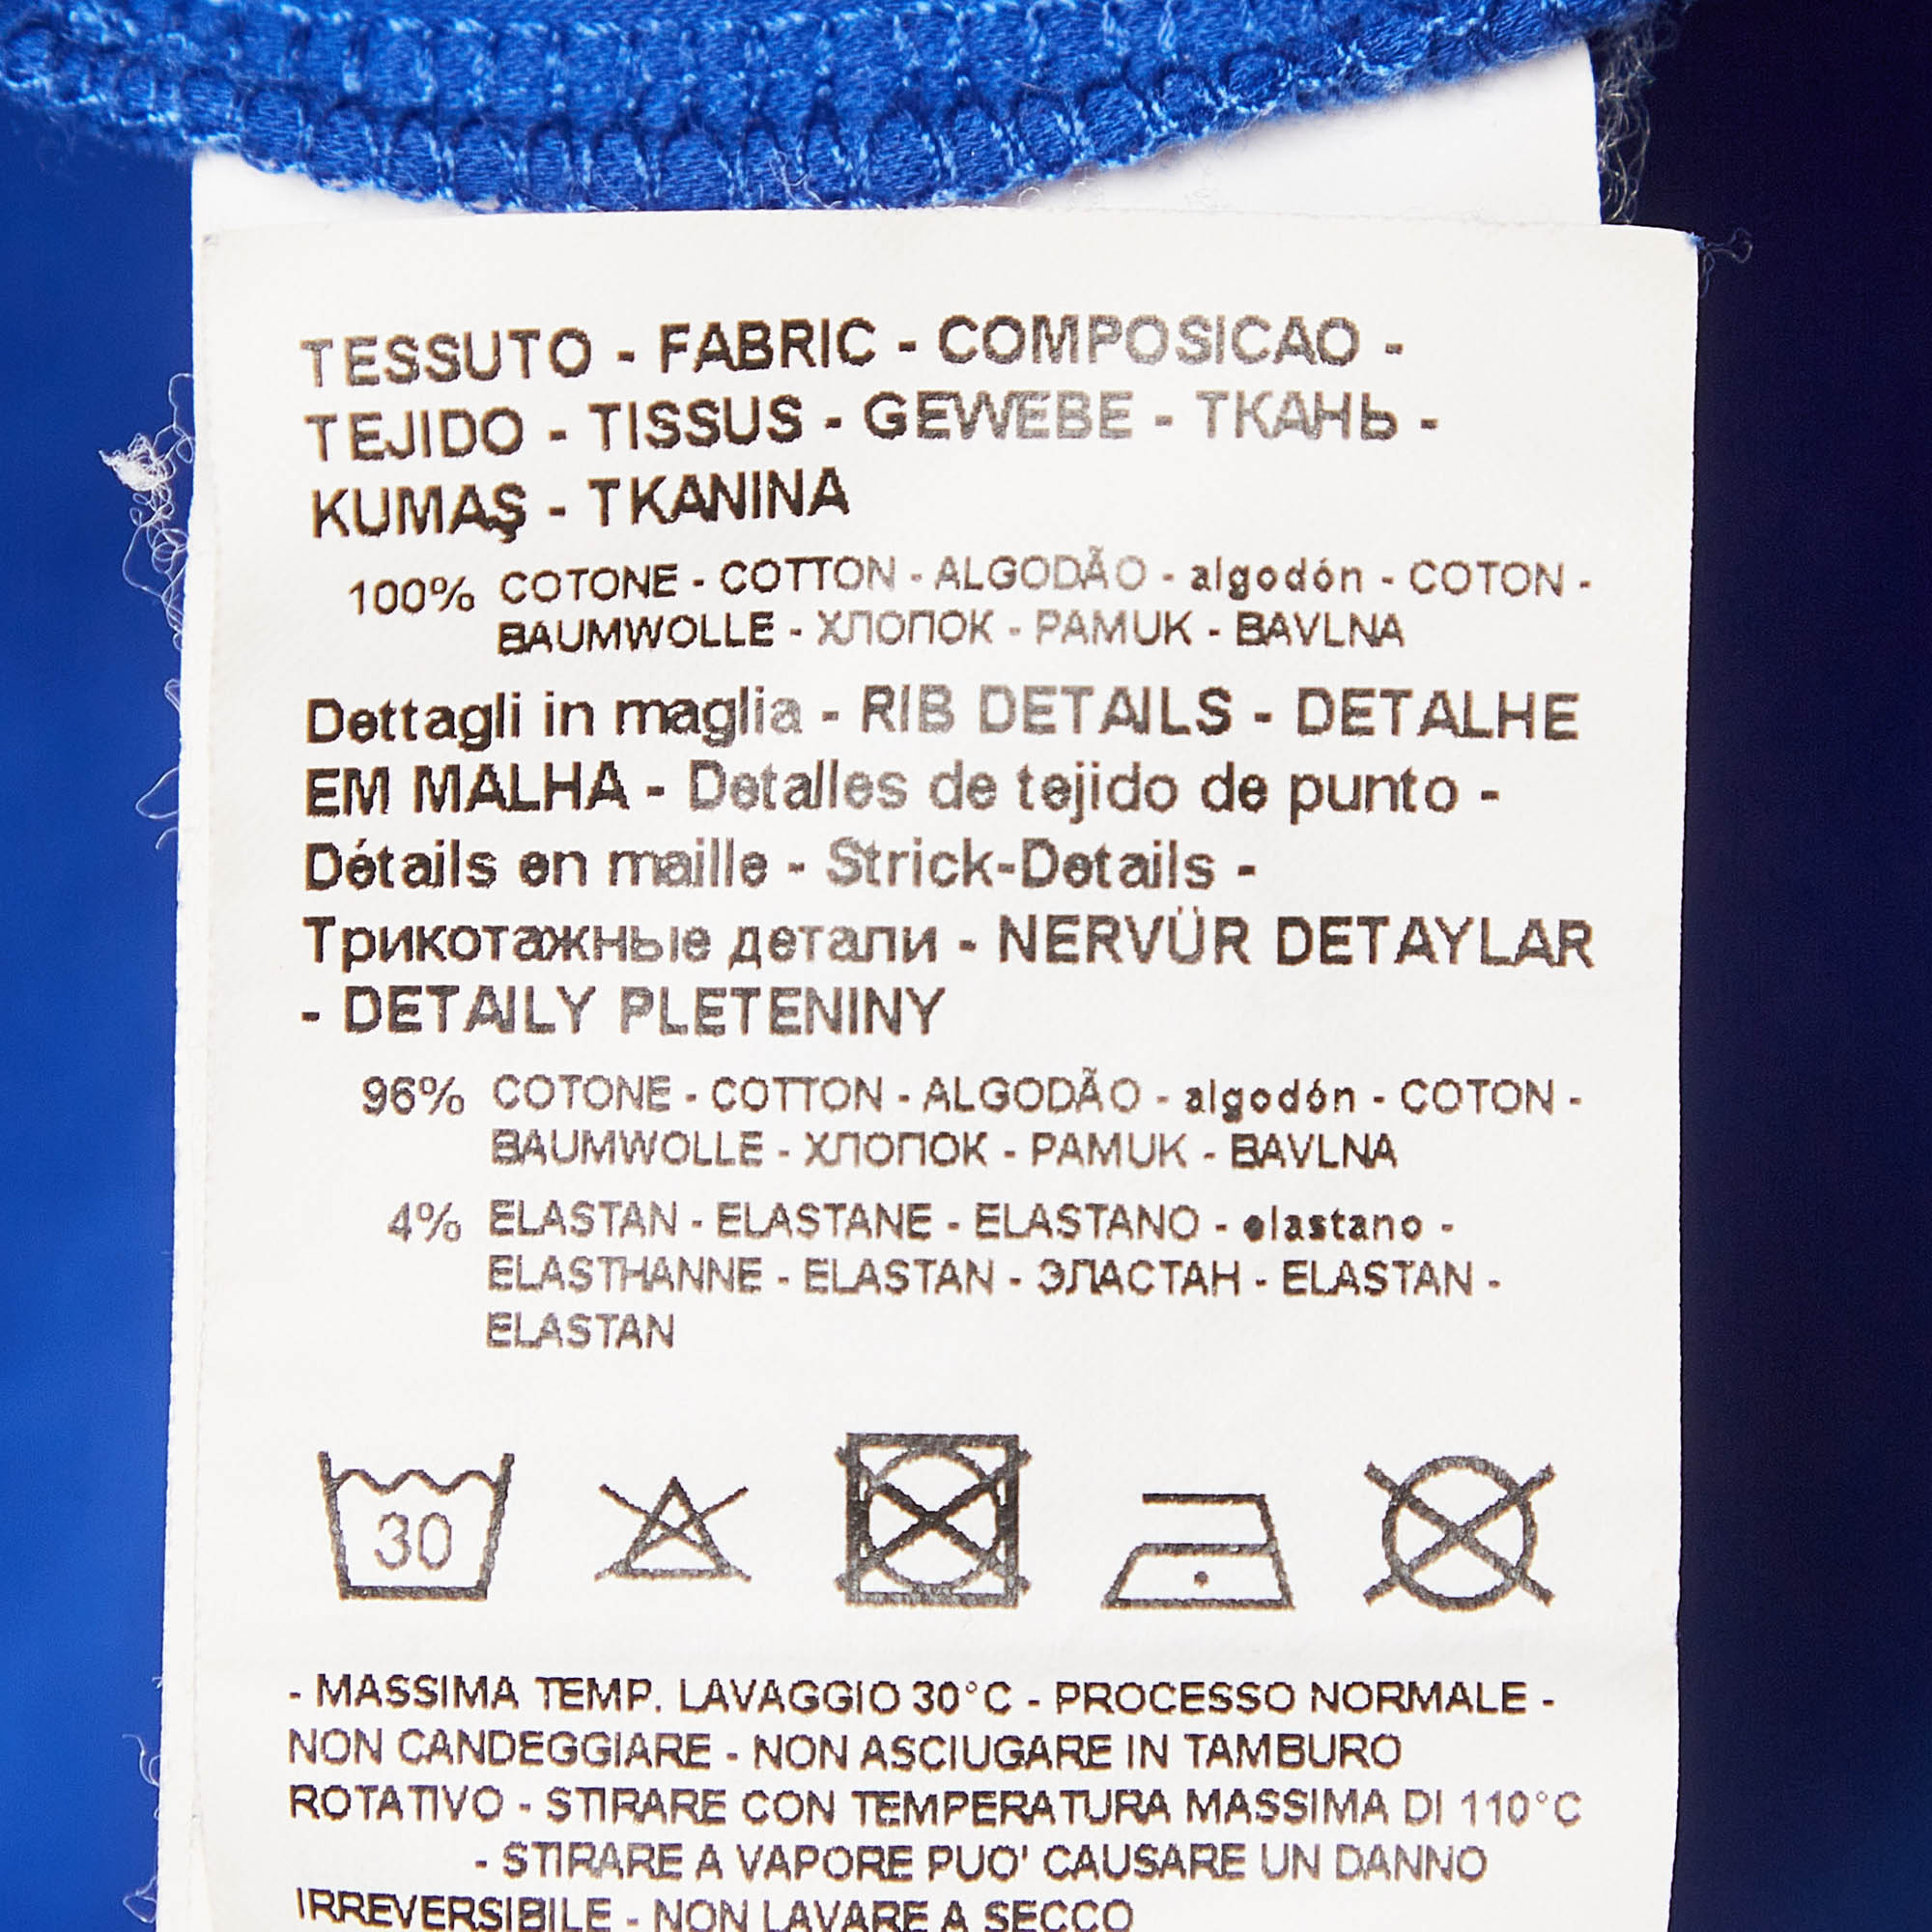 TESSUTO - FABRIC - COMPOSICAO -
TEJIDO - TISSUS - GEWEBE - ТКАНЬ -
KUMAŞ - TKANINA
100% COTONE - COTTON - ALGODÃO - algodón - COTON -
BAUMWOLLE - ХЛОПОК - PAMUK - BAVLNA
Dettagli in maglia - RIB DETAILS - DETALHE
EM MALHA - Detalles de tejido de punto -
Détails en maille - Strick-Details -
Трикотажные детали - NERVÜR DETAYLAR
- DETAILY PLETENINY
96% COTONE - COTTON - ALGODÃO - algodón - COTON -
BAUMWOLLE - ХЛОПОК - PAMUK - BAVLNA
4% ELASTAN - ELASTANE - ELASTANO - elastano -
ELASTHANNE - ELASTAN - ЭЛАСТАН - ELASTAN -
ELASTAN
30
- MASSIMA TEMP. LAVAGGIO 30°C - PROCESSO NORMALE -
NON CANDEGGIARE - NON ASCIUGARE IN TAMBURO
ROTATIVO - STIRARE CON TEMPERATURA MASSIMA DI 110°C
- STIRARE A VAPORE PUO' CAUSARE UN DANNO
IRREVERSIBILE - NON LAVARE A SECCO